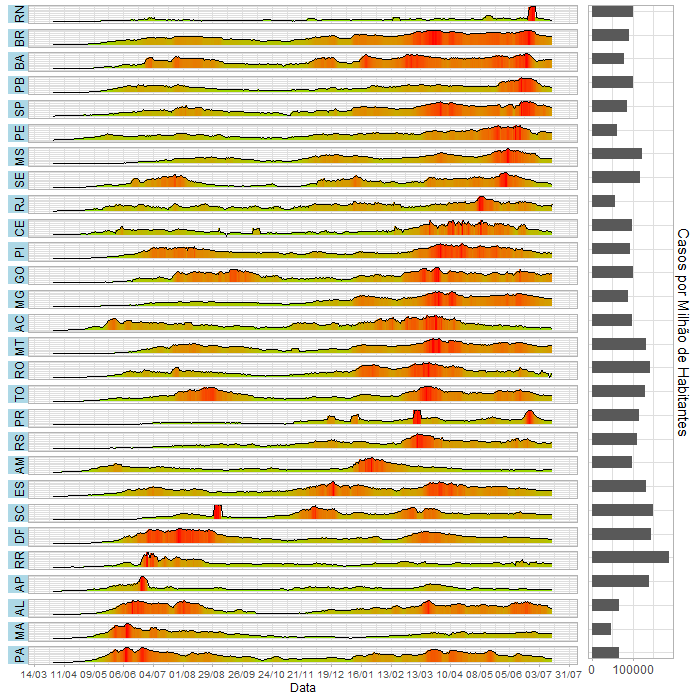 RN
BR
BA
PB
SP
PE
MS
SE
RJ
CE
PI
GO
MG
AC
MT
RO
TO
PR
RS
AM
ES
SC
DF
RR
AP
AL
MA
PA
14/03 11/04 09/05 06/06 04/07 01/08 29/08 26/09 24/10 21/11 19/12 16/01 13/02 13/03 10/04 08/05 05/06 03/07 31/07
Data
0 100000
Casos por Milhão de Habitantes